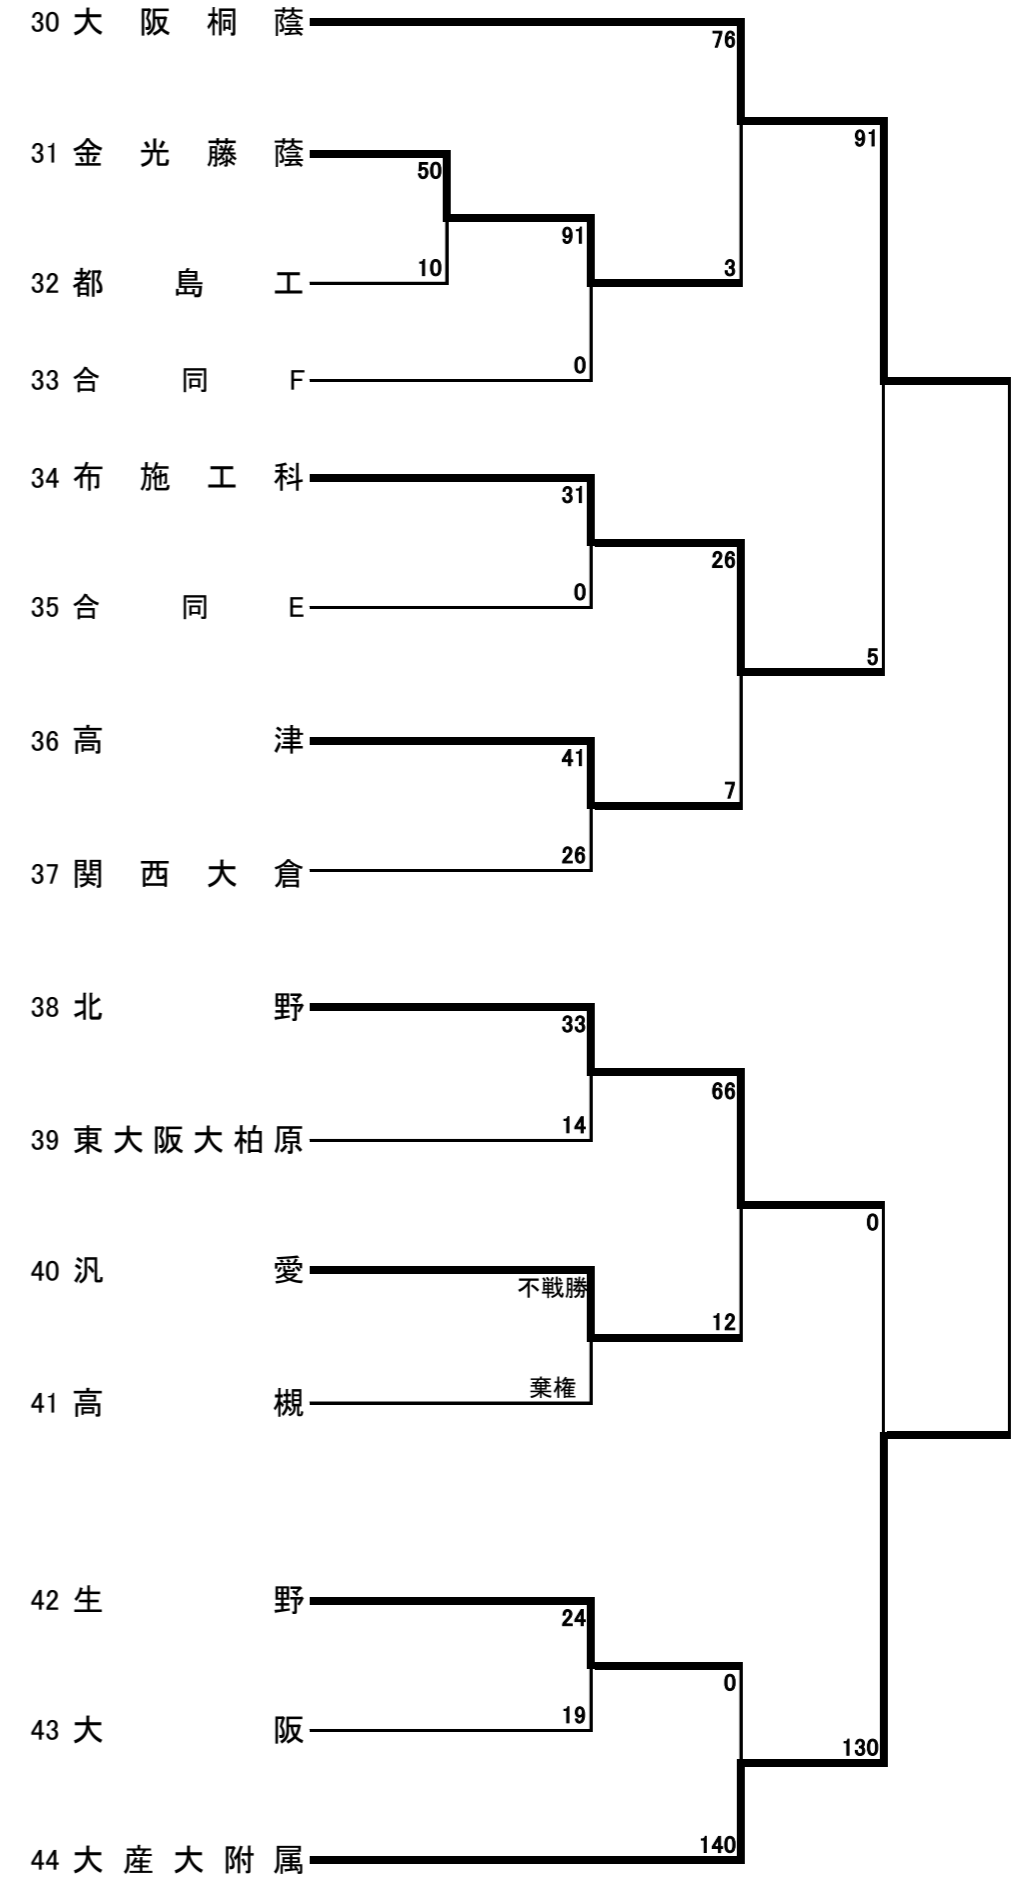 30 大阪桐蔭
76
91
31 金光藤蔭
50
91
32 都島工
10
3
33 合同F
0
34 布施工科
31
26
35 合同E
0
5
36 高津
41
7
37 関西大倉
26
38 北野
33
66
39 東大阪大柏原
14
0
40 汎愛
不戦勝
12
41 高槻
棄権
42 生野
24
0
43 大阪
19
130
44 大産大附属
140